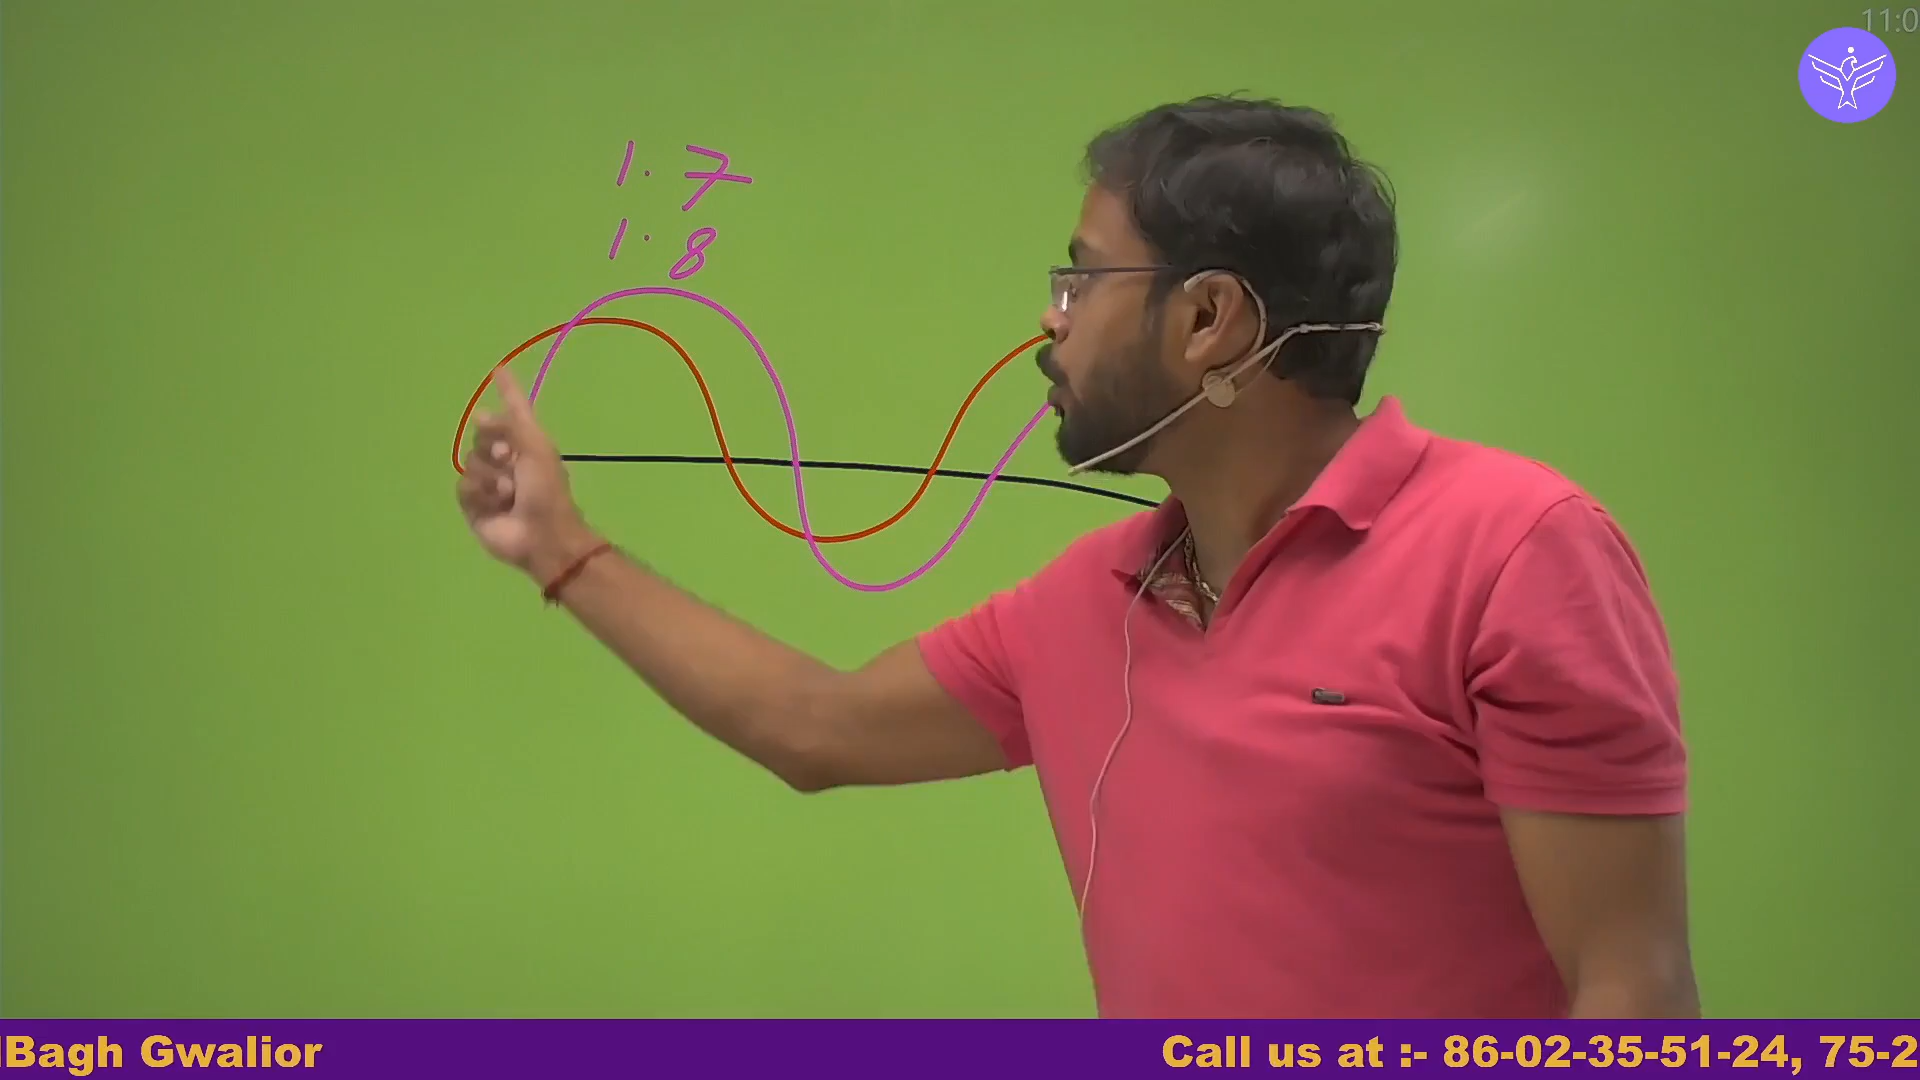 11:0
1.7
1.8
Bagh Gwalior
Call us at :- 86-02-35-51-24, 75-2